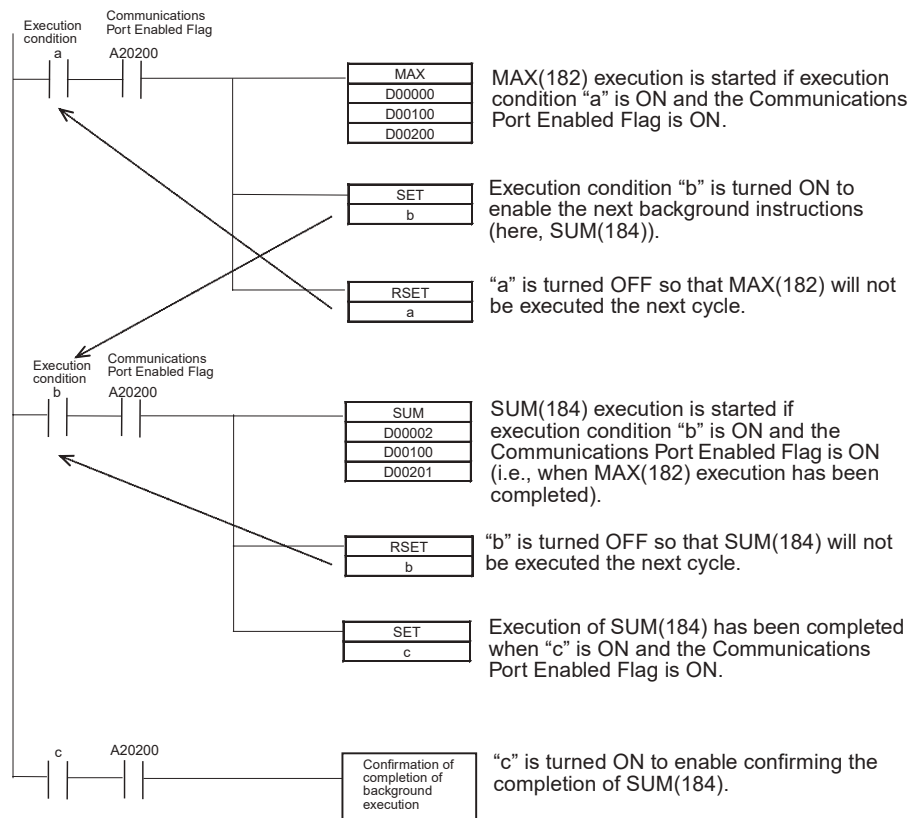 Execution
condition
a
Communications
Port Enabled Flag
A20200
MAX
D00000
D00100
D00200
MAX(182) execution is started if execution
condition “a” is ON and the Communications
Port Enabled Flag is ON.
SET
b
Execution condition “b” is turned ON to
enable the next background instructions
(here, SUM(184)).
RSET
a
“a” is turned OFF so that MAX(182) will not
be executed the next cycle.
Execution
condition
b
Communications
Port Enabled Flag
A20200
SUM
D00002
D00100
D00201
SUM(184) execution is started if
execution condition “b” is ON and the
Communications Port Enabled Flag is ON
(i.e., when MAX(182) execution has been
completed).
RSET
b
“b” is turned OFF so that SUM(184) will not
be executed the next cycle.
SET
c
Execution of SUM(184) has been completed
when “c” is ON and the Communications
Port Enabled Flag is ON.
c
A20200
Confirmation of
completion of
background
execution
“c” is turned ON to enable confirming the
completion of SUM(184).